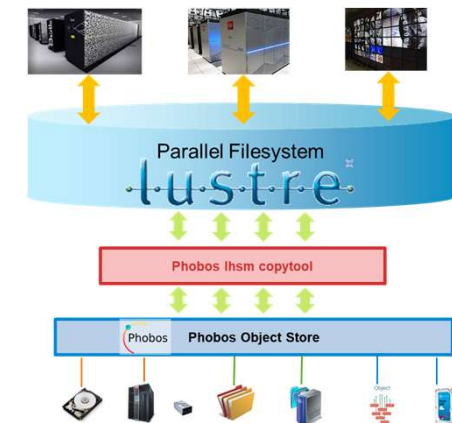 Parallel Filesystem
lustre
Phobos lhsm copytool
Phobos
Phobos Object Store
Object